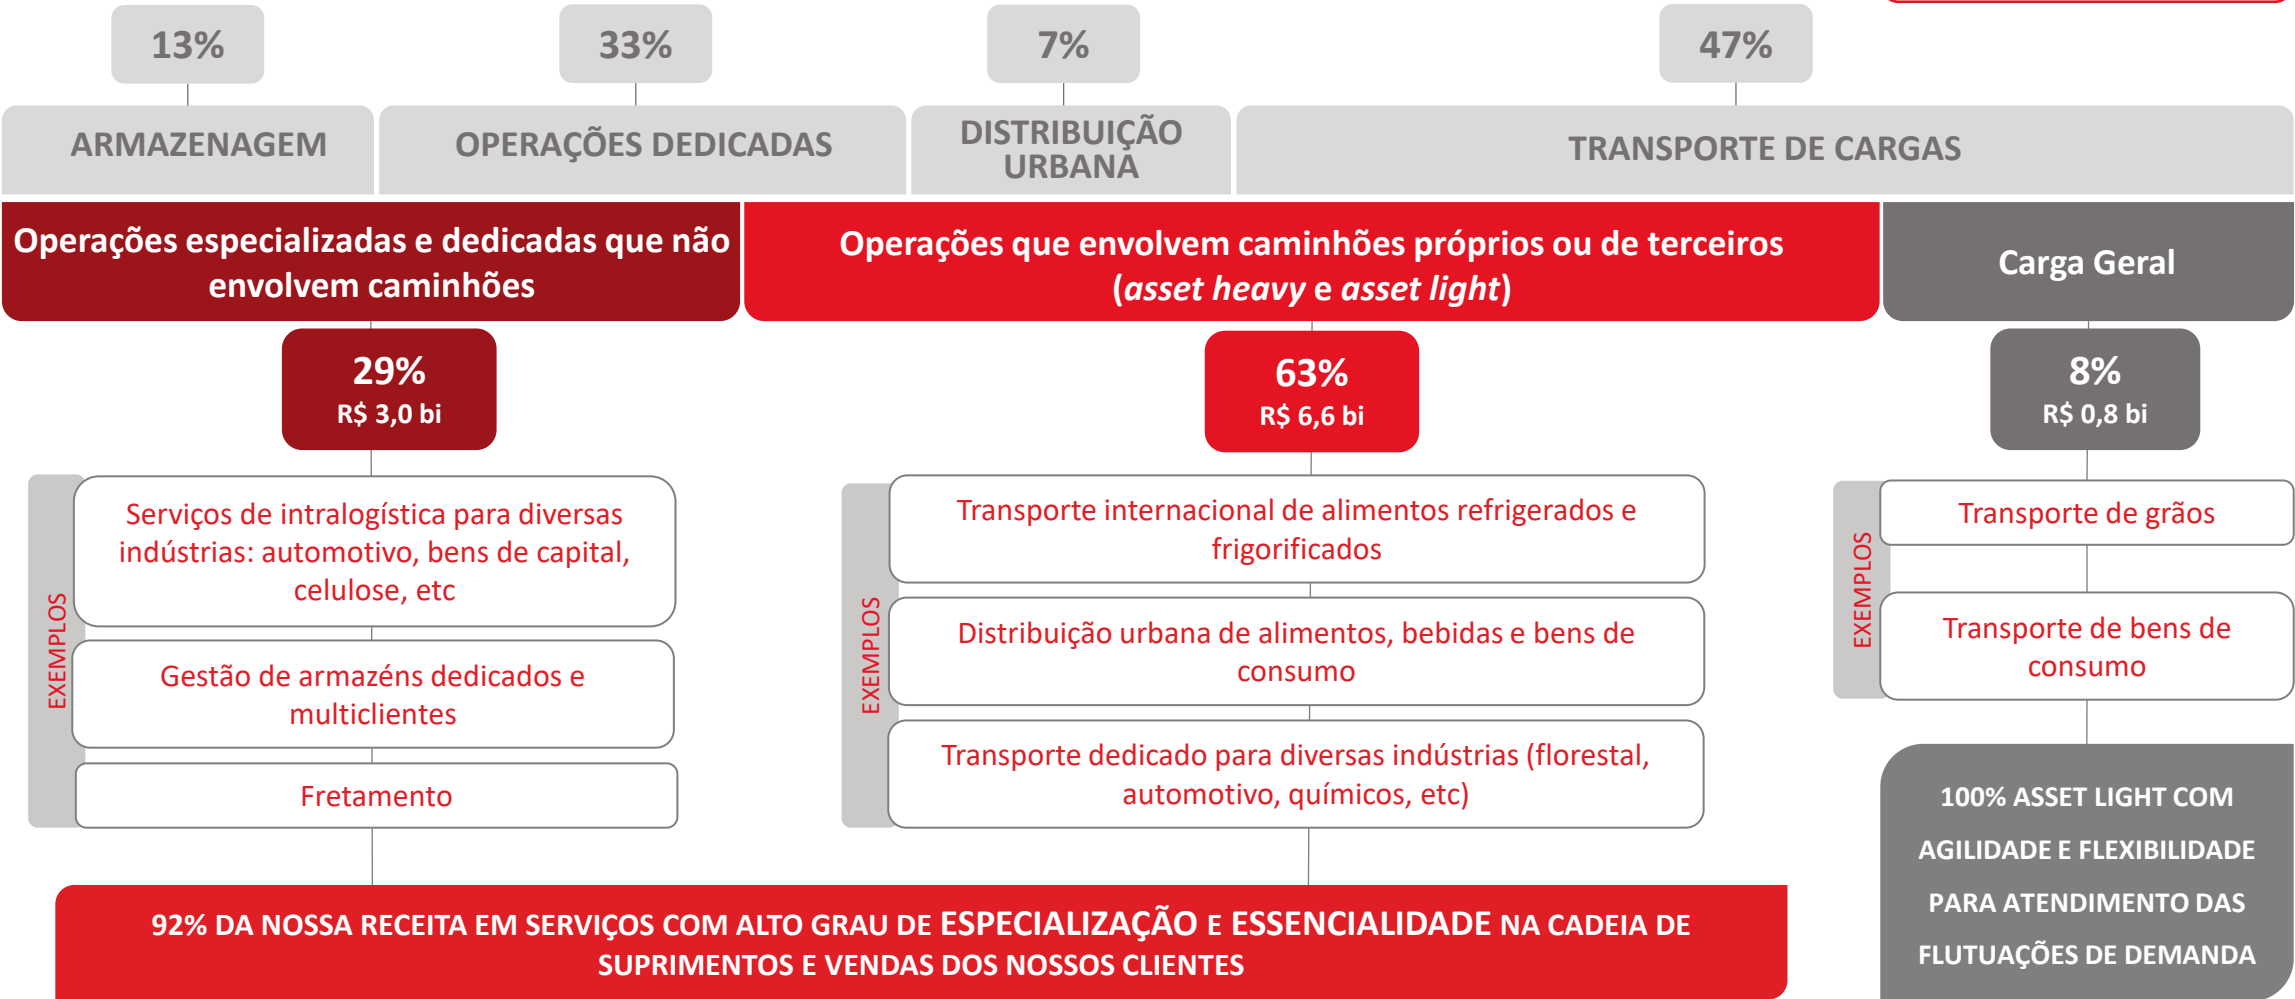 13%
33%
7%
47%
ARMAZENAGEM
OPERAÇÕES DEDICADAS
DISTRIBUIÇÃO
URBANA
TRANSPORTE DE CARGAS
Operações especializadas e dedicadas que não
envolvem caminhões
Operações que envolvem caminhões próprios ou de terceiros
(asset heavy e asset light)
Carga Geral
29%
R$ 3,0 bi
63%
R$ 6,6 bi
8%
R$ 0,8 bi
EXEMPLOS
Serviços de intralogística para diversas
indústrias: automotivo, bens de capital,
celulose, etc
Gestão de armazéns dedicados e
multiclientes
Fretamento
EXEMPLOS
Transporte internacional de alimentos refrigerados e
frigorificados
Distribuição urbana de alimentos, bebidas e bens de
consumo
Transporte dedicado para diversas indústrias (florestal,
automotivo, químicos, etc)
EXEMPLOS
Transporte de grãos
Transporte de bens de
consumo
100% ASSET LIGHT COM
AGILIDADE E FLEXIBILIDADE
PARA ATENDIMENTO DAS
FLUTUAÇÕES DE DEMANDA
92% DA NOSSA RECEITA EM SERVIÇOS COM ALTO GRAU DE ESPECIALIZAÇÃO E ESSENCIALIDADE NA CADEIA DE
SUPRIMENTOS E VENDAS DOS NOSSOS CLIENTES